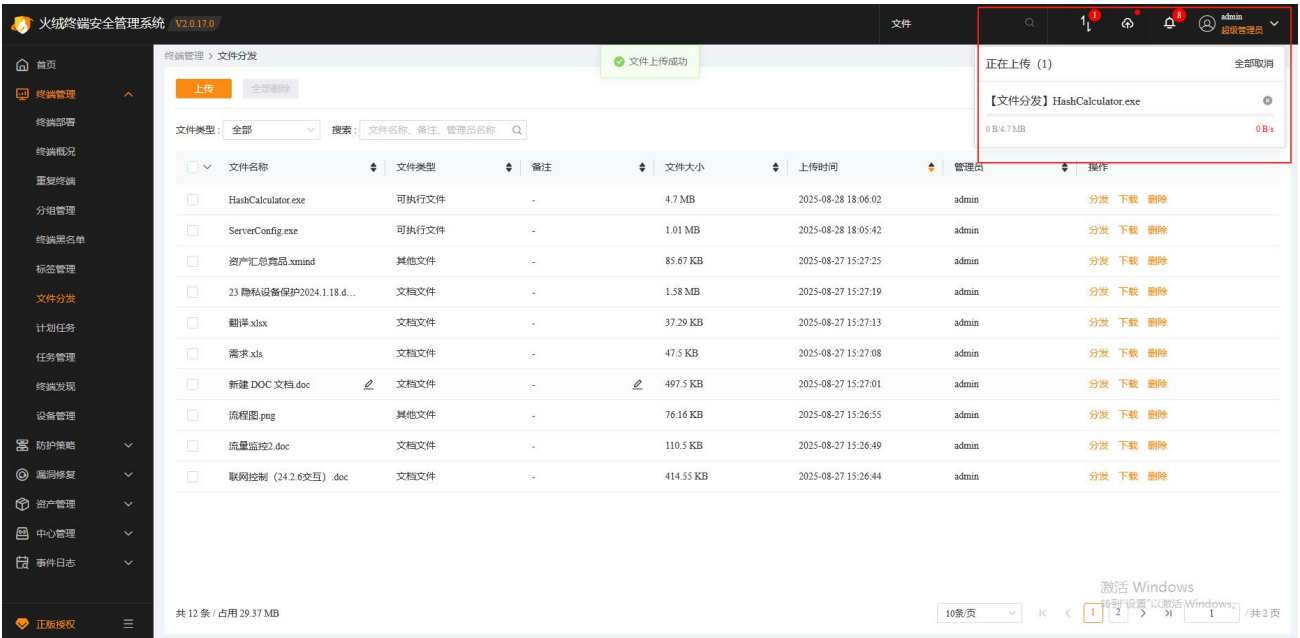 火绒终端安全管理系统 V2.0.17.0 文件 1 8 admin
超级管理员
首页
终端管理
终端部署
终端概况
重复终端
分组管理
终端黑名单
标签管理
文件分发
计划任务
任务管理
终端发现
设备管理
防护策略
漏洞修复
资产管理
中心管理
事件日志
正版授权
终端管理 > 文件分发
文件上传成功
正在上传（1） 全部取消
【文件分发】HashCalculator.exe
0 B/4.7 MB 0 B/s
上传 全部删除
文件类型: 全部 搜索: 文件名称、备注、管理员名称
文件名称 文件类型 备注 文件大小 上传时间 管理员 操作
HashCalculator.exe 可执行文件 - 4.7 MB 2025-08-28 18:06:02 admin 分发 下载 删除
ServerConfig.exe 可执行文件 - 1.01 MB 2025-08-28 18:05:42 admin 分发 下载 删除
资产汇总竞品.xmind 其他文件 - 85.67 KB 2025-08-27 15:27:25 admin 分发 下载 删除
23 隐私设备保护2024.1.18.d... 文档文件 - 1.58 MB 2025-08-27 15:27:19 admin 分发 下载 删除
翻译.xlsx 文档文件 - 37.29 KB 2025-08-27 15:27:13 admin 分发 下载 删除
需求.xls 文档文件 - 47.5 KB 2025-08-27 15:27:08 admin 分发 下载 删除
新建 DOC 文档.doc 文档文件 - 497.5 KB 2025-08-27 15:27:01 admin 分发 下载 删除
流程图.png 其他文件 - 76.16 KB 2025-08-27 15:26:55 admin 分发 下载 删除
流量监控2.doc 文档文件 - 110.5 KB 2025-08-27 15:26:49 admin 分发 下载 删除
联网控制（24.2.6交互）.doc 文档文件 - 414.55 KB 2025-08-27 15:26:44 admin 分发 下载 删除
激活 Windows
转到"设置"以激活 Windows。
共 12 条 / 占用 29.37 MB 10条/页 1 2 1 / 共 2 页